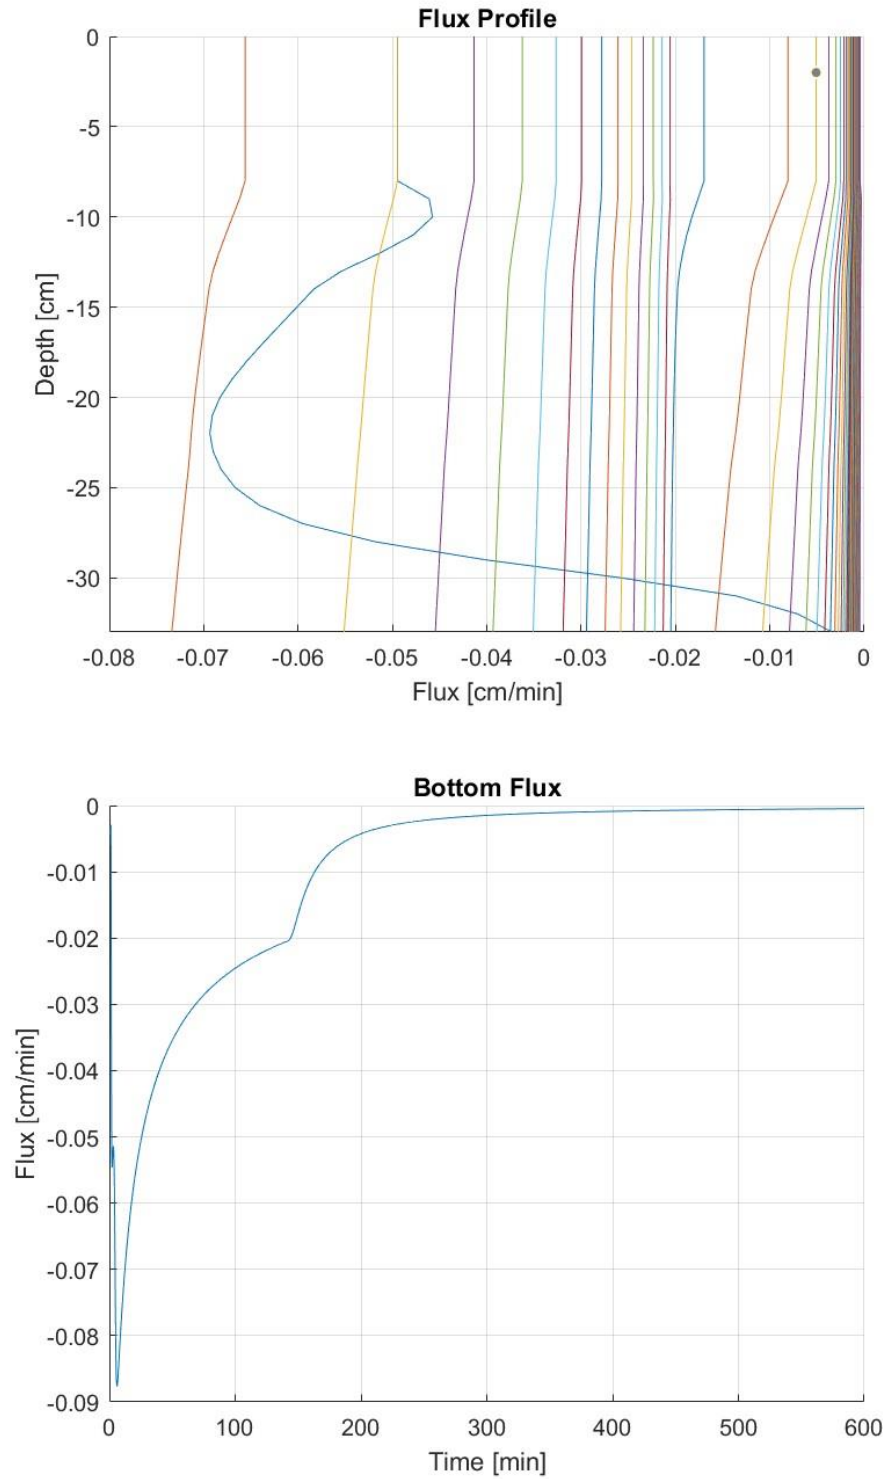 Flux Profile
0
-5
-10
-15
-20
-25
-30
Depth [cm]
-0.08 -0.07 -0.06 -0.05 -0.04 -0.03 -0.02 -0.01 0
Flux [cm/min]
Bottom Flux
0
-0.01
-0.02
-0.03
-0.04
-0.05
-0.06
-0.07
-0.08
-0.09
Flux [cm/min]
0 100 200 300 400 500 600
Time [min]